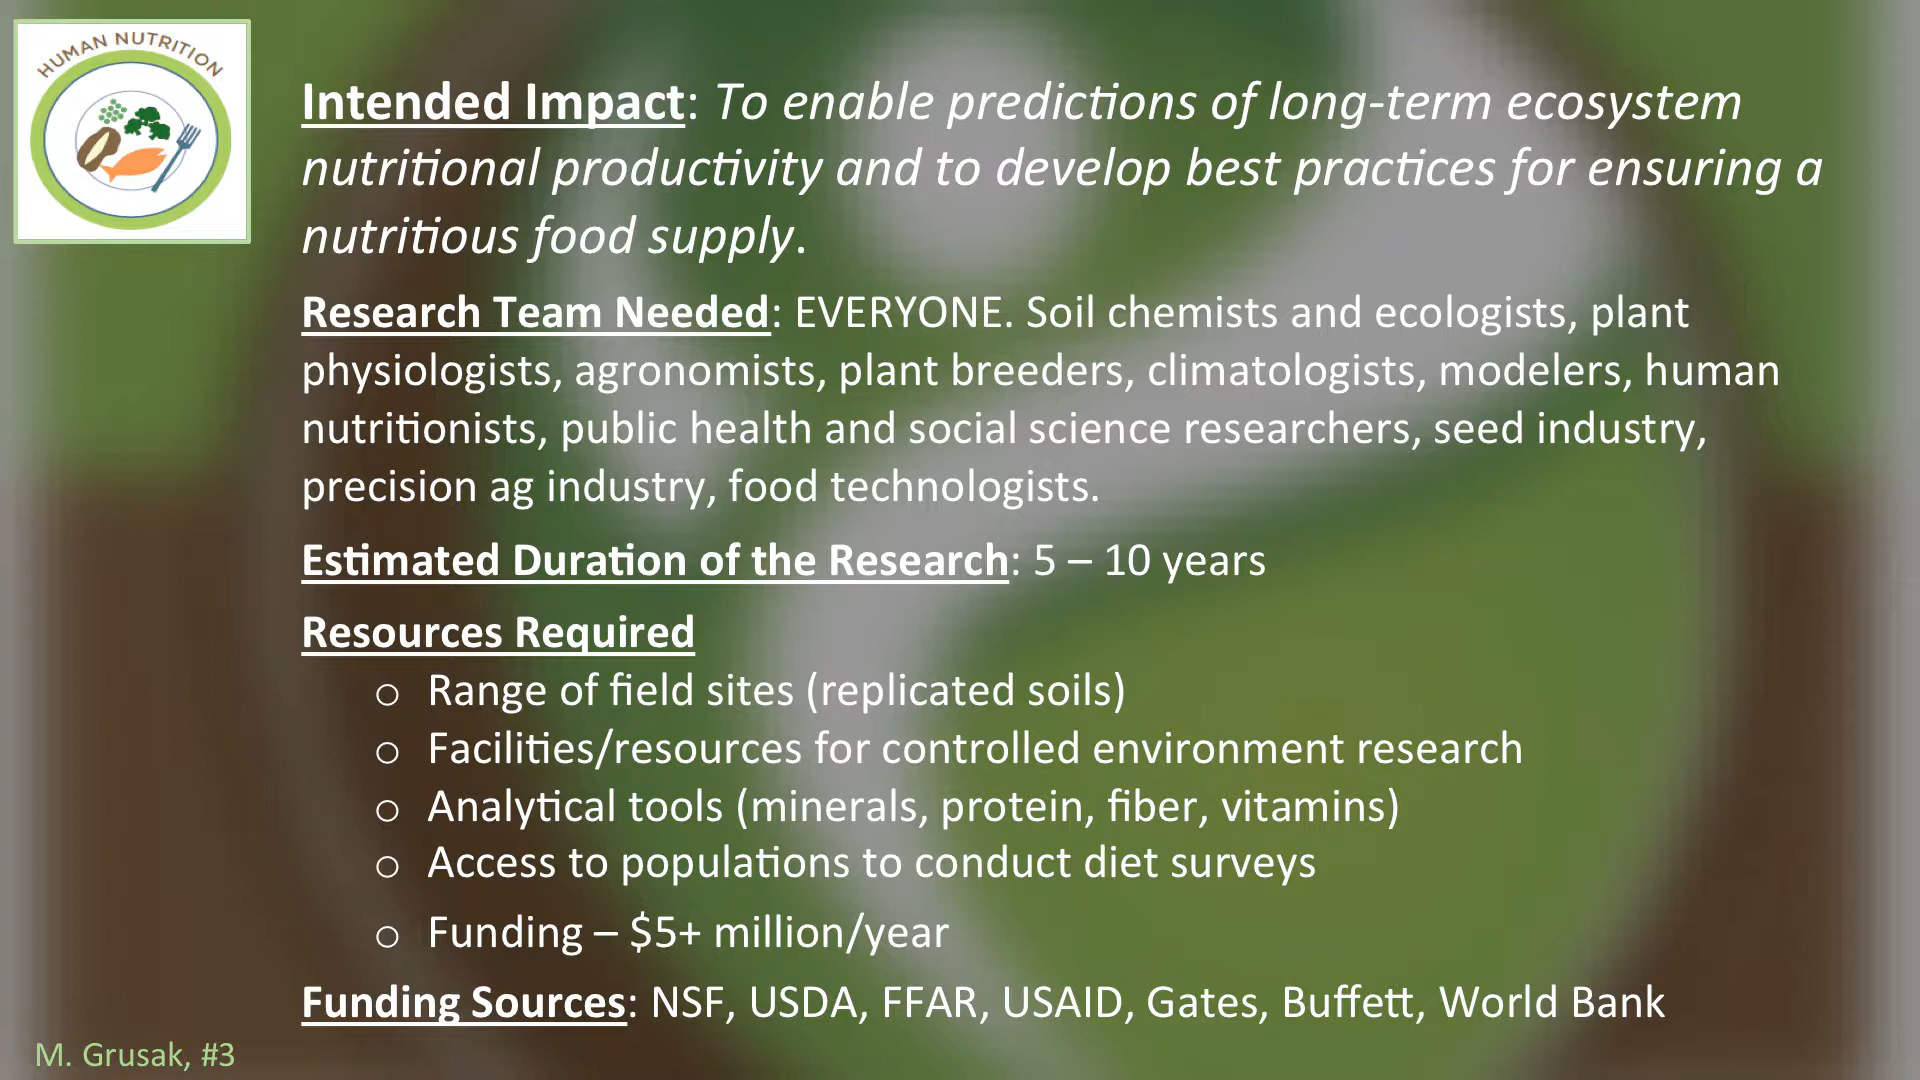 HUMAN NUTRITION
Intended Impact: To enable predictions of long-term ecosystem
nutritional productivity and to develop best practices for ensuring a
nutritious food supply.
Research Team Needed: EVERYONE. Soil chemists and ecologists, plant
physiologists, agronomists, plant breeders, climatologists, modelers, human
nutritionists, public health and social science researchers, seed industry,
precision ag industry, food technologists.
Estimated Duration of the Research: 5 – 10 years
Resources Required
○ Range of field sites (replicated soils)
○ Facilities/resources for controlled environment research
○ Analytical tools (minerals, protein, fiber, vitamins)
○ Access to populations to conduct diet surveys
○ Funding – $5+ million/year
Funding Sources: NSF, USDA, FFAR, USAID, Gates, Buffett, World Bank
M. Grusak, #3